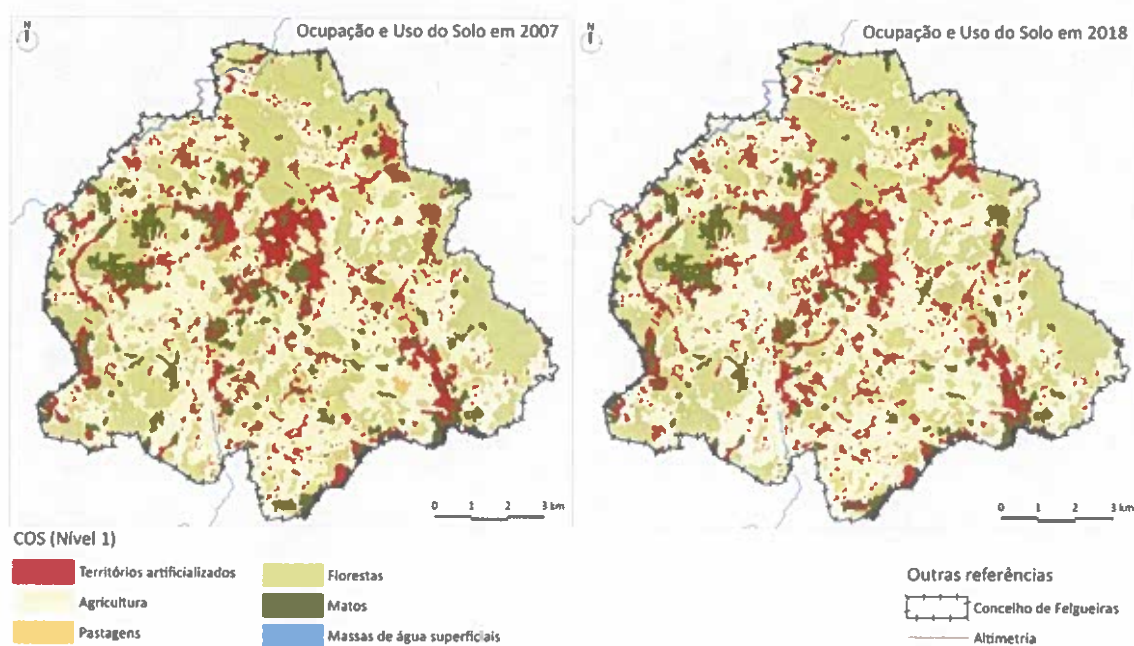 N
Ocupação e Uso do Solo em 2007
0 1 2 3 km
N
Ocupação e Uso do Solo em 2018
0 1 2 3 km
COS (Nível 1)
Territórios artificializados
Agricultura
Pastagens
Florestas
Matos
Massas de água superficiais
Outras referências
Concelho de Felgueiras
Altimetria